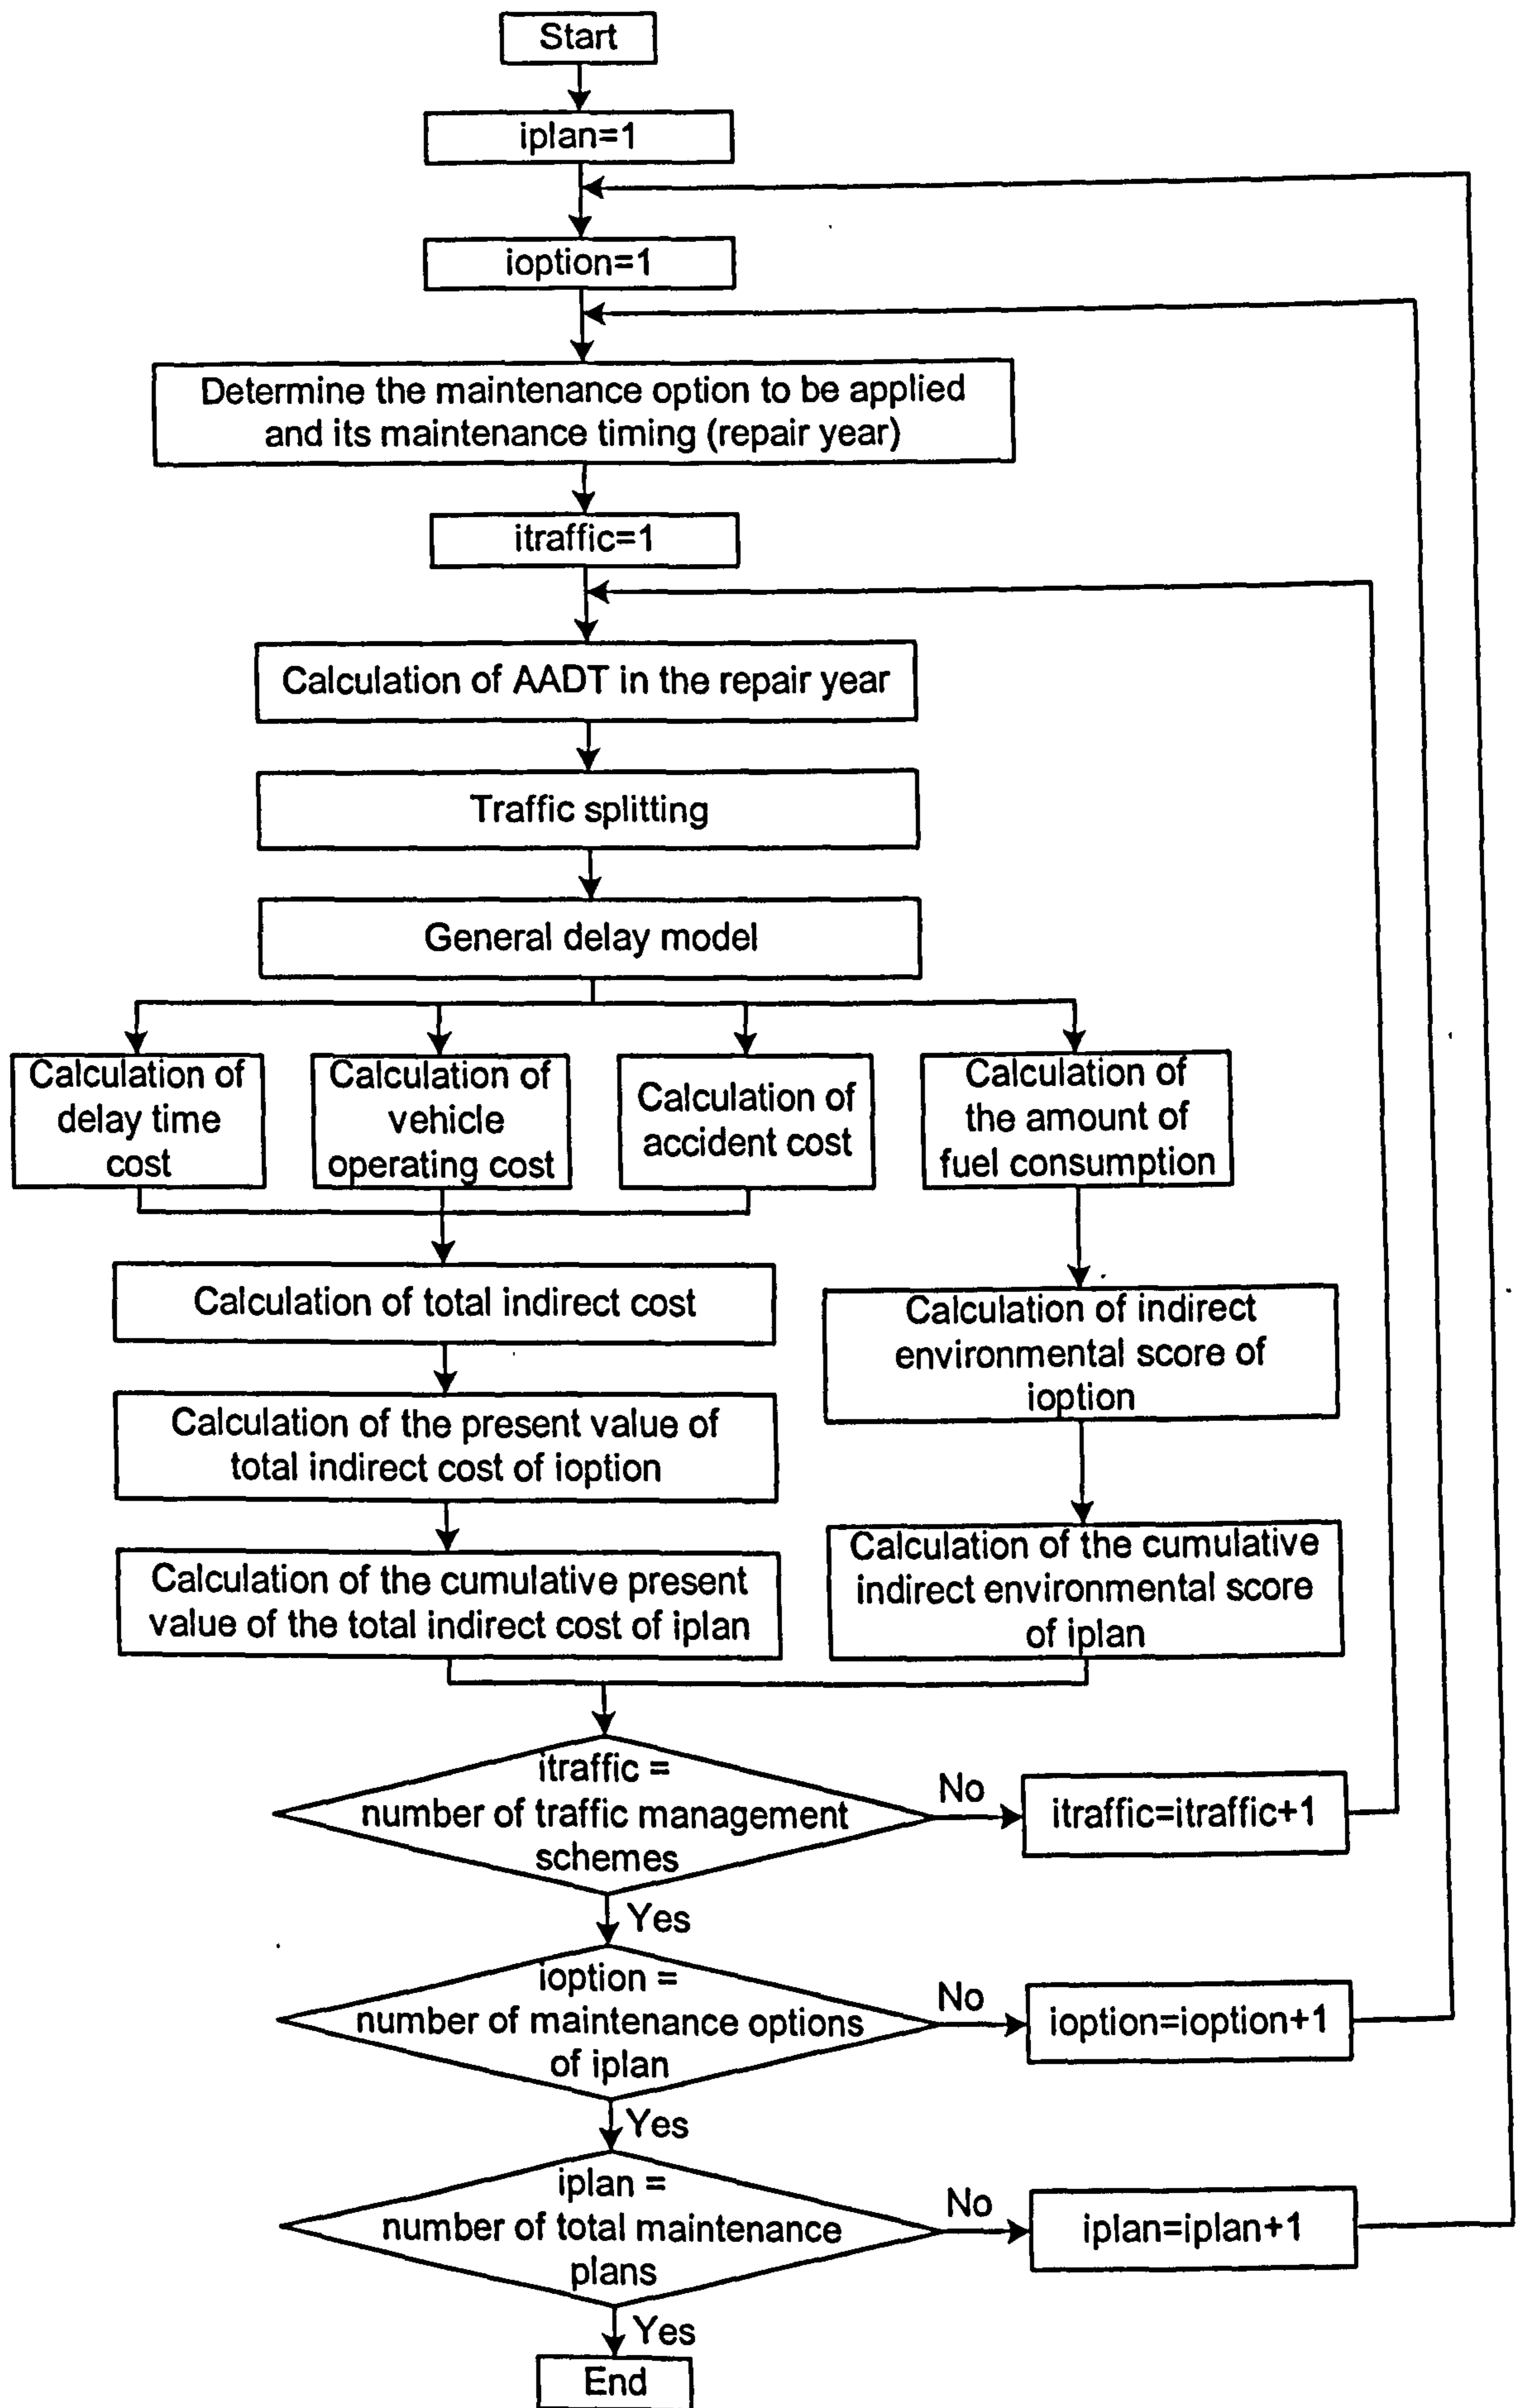 Start
iplan=1
ioption=1
Determine the maintenance option to be applied
and its maintenance timing (repair year)
itraffic=1
Calculation of AADT in the repair year
Traffic splitting
General delay model
Calculation of
delay time
cost
Calculation of
vehicle
operating cost
Calculation of
accident cost
Calculation of
the amount of
fuel consumption
Calculation of total indirect cost
Calculation of indirect
environmental score of
ioption
Calculation of the present value of
total indirect cost of ioption
Calculation of the cumulative present
value of the total indirect cost of iplan
Calculation of the cumulative
indirect environmental score
of iplan
itraffic =
number of traffic management
schemes
No
itraffic=itraffic+1
Yes
ioption =
number of maintenance options
of iplan
No
ioption=ioption+1
Yes
iplan =
number of total maintenance
plans
No
iplan=iplan+1
Yes
End